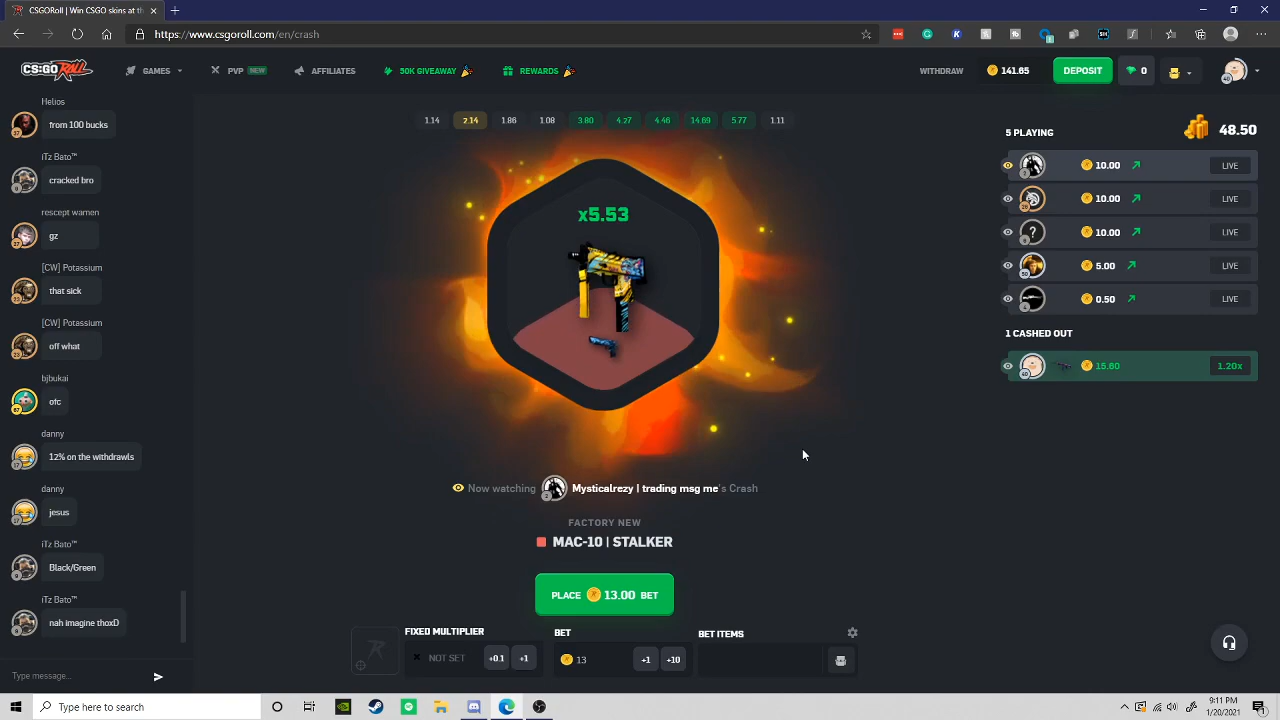 CSGORoll | Win CSGO skins at th
https://www.csgoroll.com/en/crash
CS:GO ROLL
GAMES
PVP NEW
AFFILIATES
50K GIVEAWAY
REWARDS
WITHDRAW
141.65
DEPOSIT
0
Helios
from 100 bucks
iTz Bato™
cracked bro
rescept wamen
gz
[CW] Potassium
that sick
[CW] Potassium
off what
bjbukai
ofc
danny
12% on the withdrawls
danny
jesus
iTz Bato™
Black/Green
iTz Bato™
nah imagine thoxD
Type message...
1.14 2.14 1.86 1.08 3.80 4.27 4.46 14.69 5.77 1.11
x5.53
Now watching Mysticalrezy | trading msg me's Crash
FACTORY NEW
MAC-10 | STALKER
PLACE 13.00 BET
FIXED MULTIPLIER
NOT SET +0.1 +1
BET
13 +1 +10
BET ITEMS
5 PLAYING 48.50
10.00 LIVE
10.00 LIVE
? 10.00 LIVE
5.00 LIVE
0.50 LIVE
1 CASHED OUT
15.60 1.20x
Type here to search
9:11 PM
1/20/2021